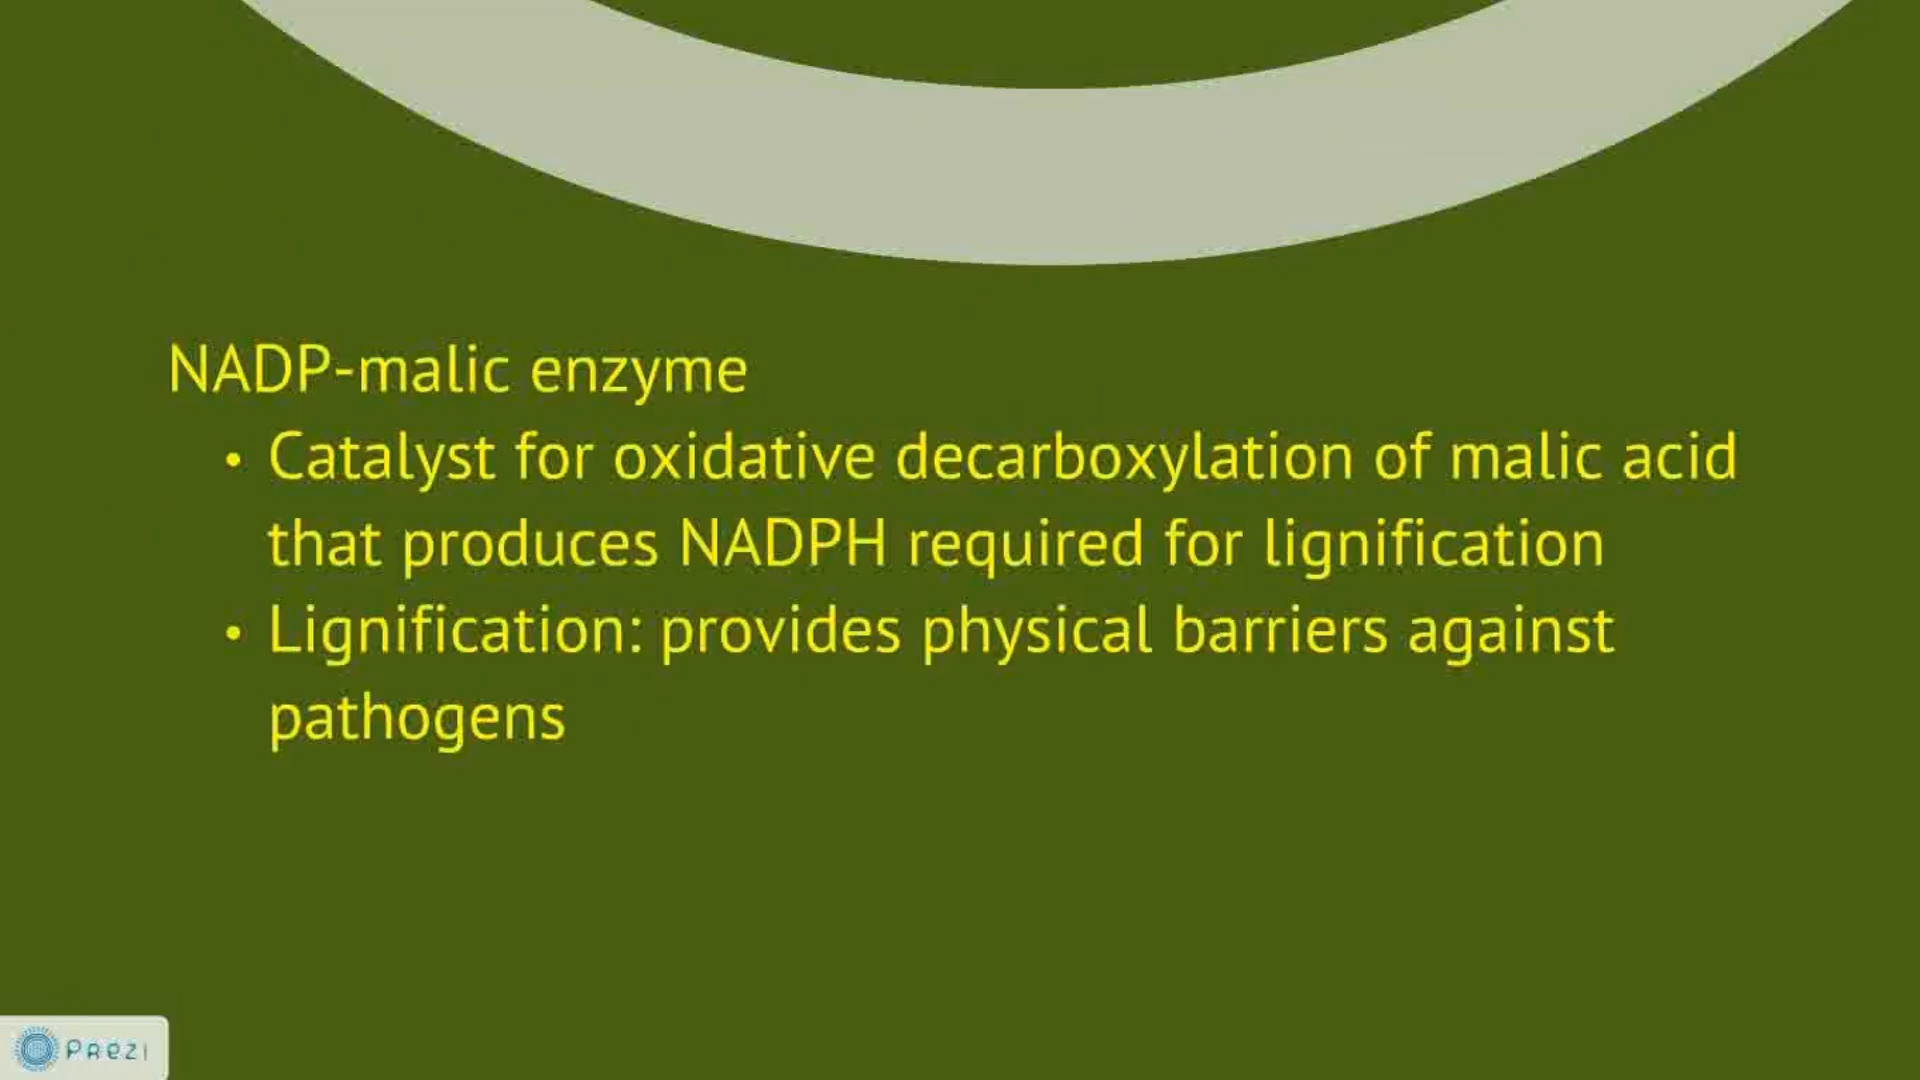 NADP-malic enzyme
• Catalyst for oxidative decarboxylation of malic acid
that produces NADPH required for lignification
• Lignification: provides physical barriers against
pathogens
Prezi